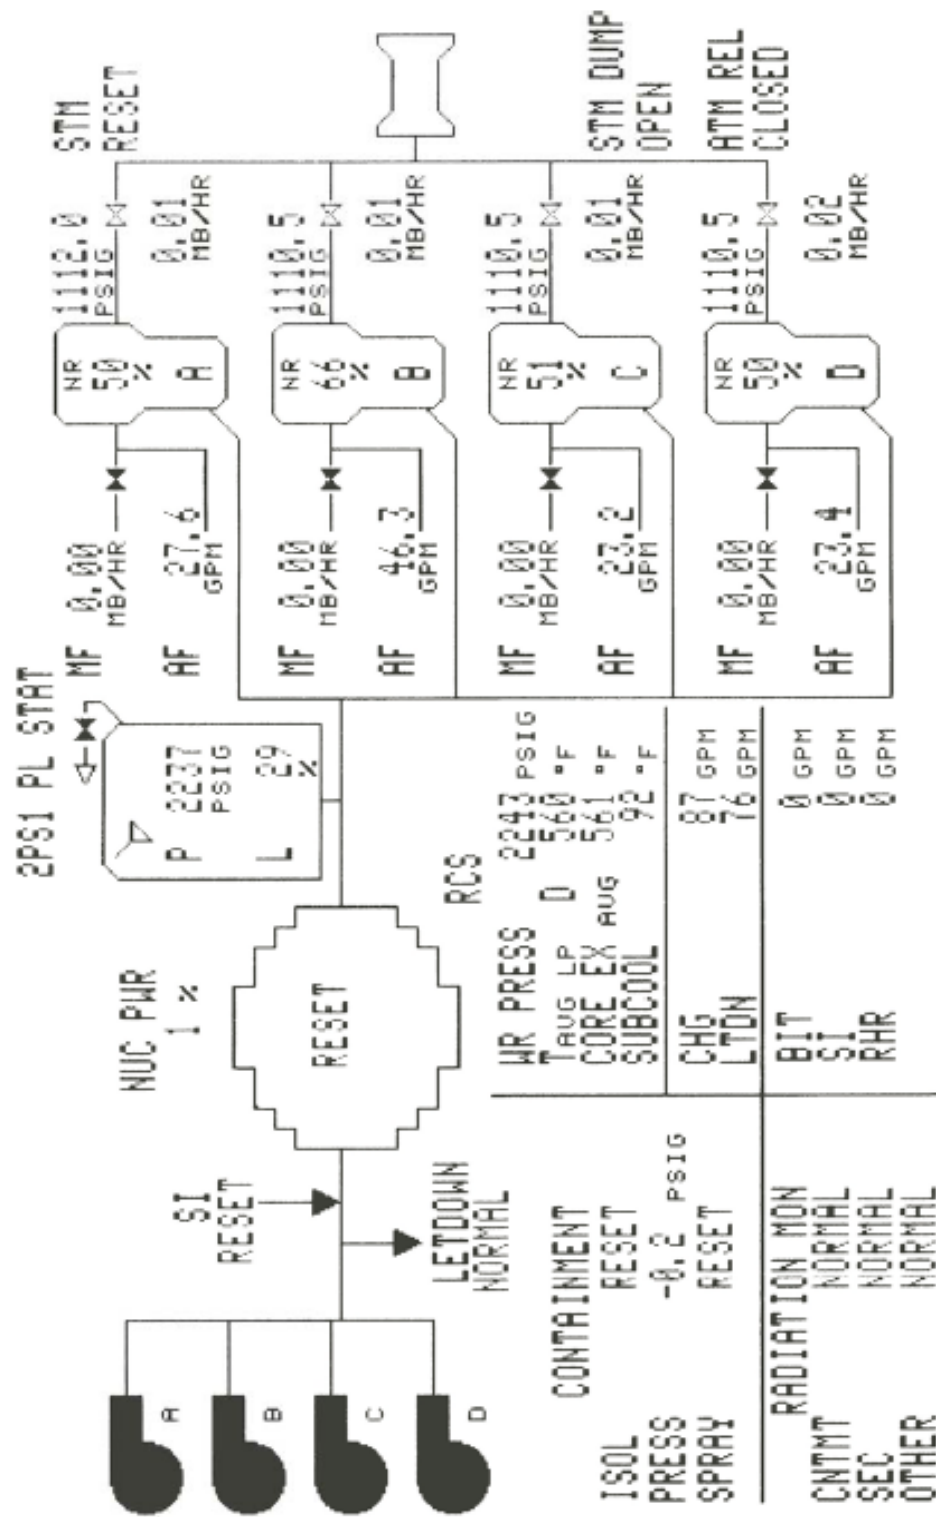 2PS1 PL STAT
NUC PWR
1 %
SI
RESET
RESET
LETDOWN
NORMAL
P 2237
PSIG
L 29
%
A
B
C
D
MF 0.00
MB/HR
AF 27.6
GPM
NR
50
%
A
1112.0
PSIG
0.01
MB/HR
STM
RESET
MF 0.00
MB/HR
AF 46.3
GPM
NR
66
%
B
1110.5
PSIG
0.01
MB/HR
MF 0.00
MB/HR
AF 23.2
GPM
NR
51
%
C
1110.5
PSIG
0.01
MB/HR
STM DUMP
OPEN
MF 0.00
MB/HR
AF 23.4
GPM
NR
50
%
D
1110.5
PSIG
0.02
MB/HR
ATM REL
CLOSED
CONTAINMENT
ISOL RESET
PRESS -0.2 PSIG
SPRAY RESET
RADIATION MON
CNTMT NORMAL
SEC NORMAL
OTHER NORMAL
RCS
WR PRESS 2243 PSIG
T AVG LP D 560 °F
CORE EX AVG 561 °F
SUBCOOL 92 °F
CHG 87 GPM
LTDN 76 GPM
BIT 0 GPM
SI 0 GPM
RHR 0 GPM